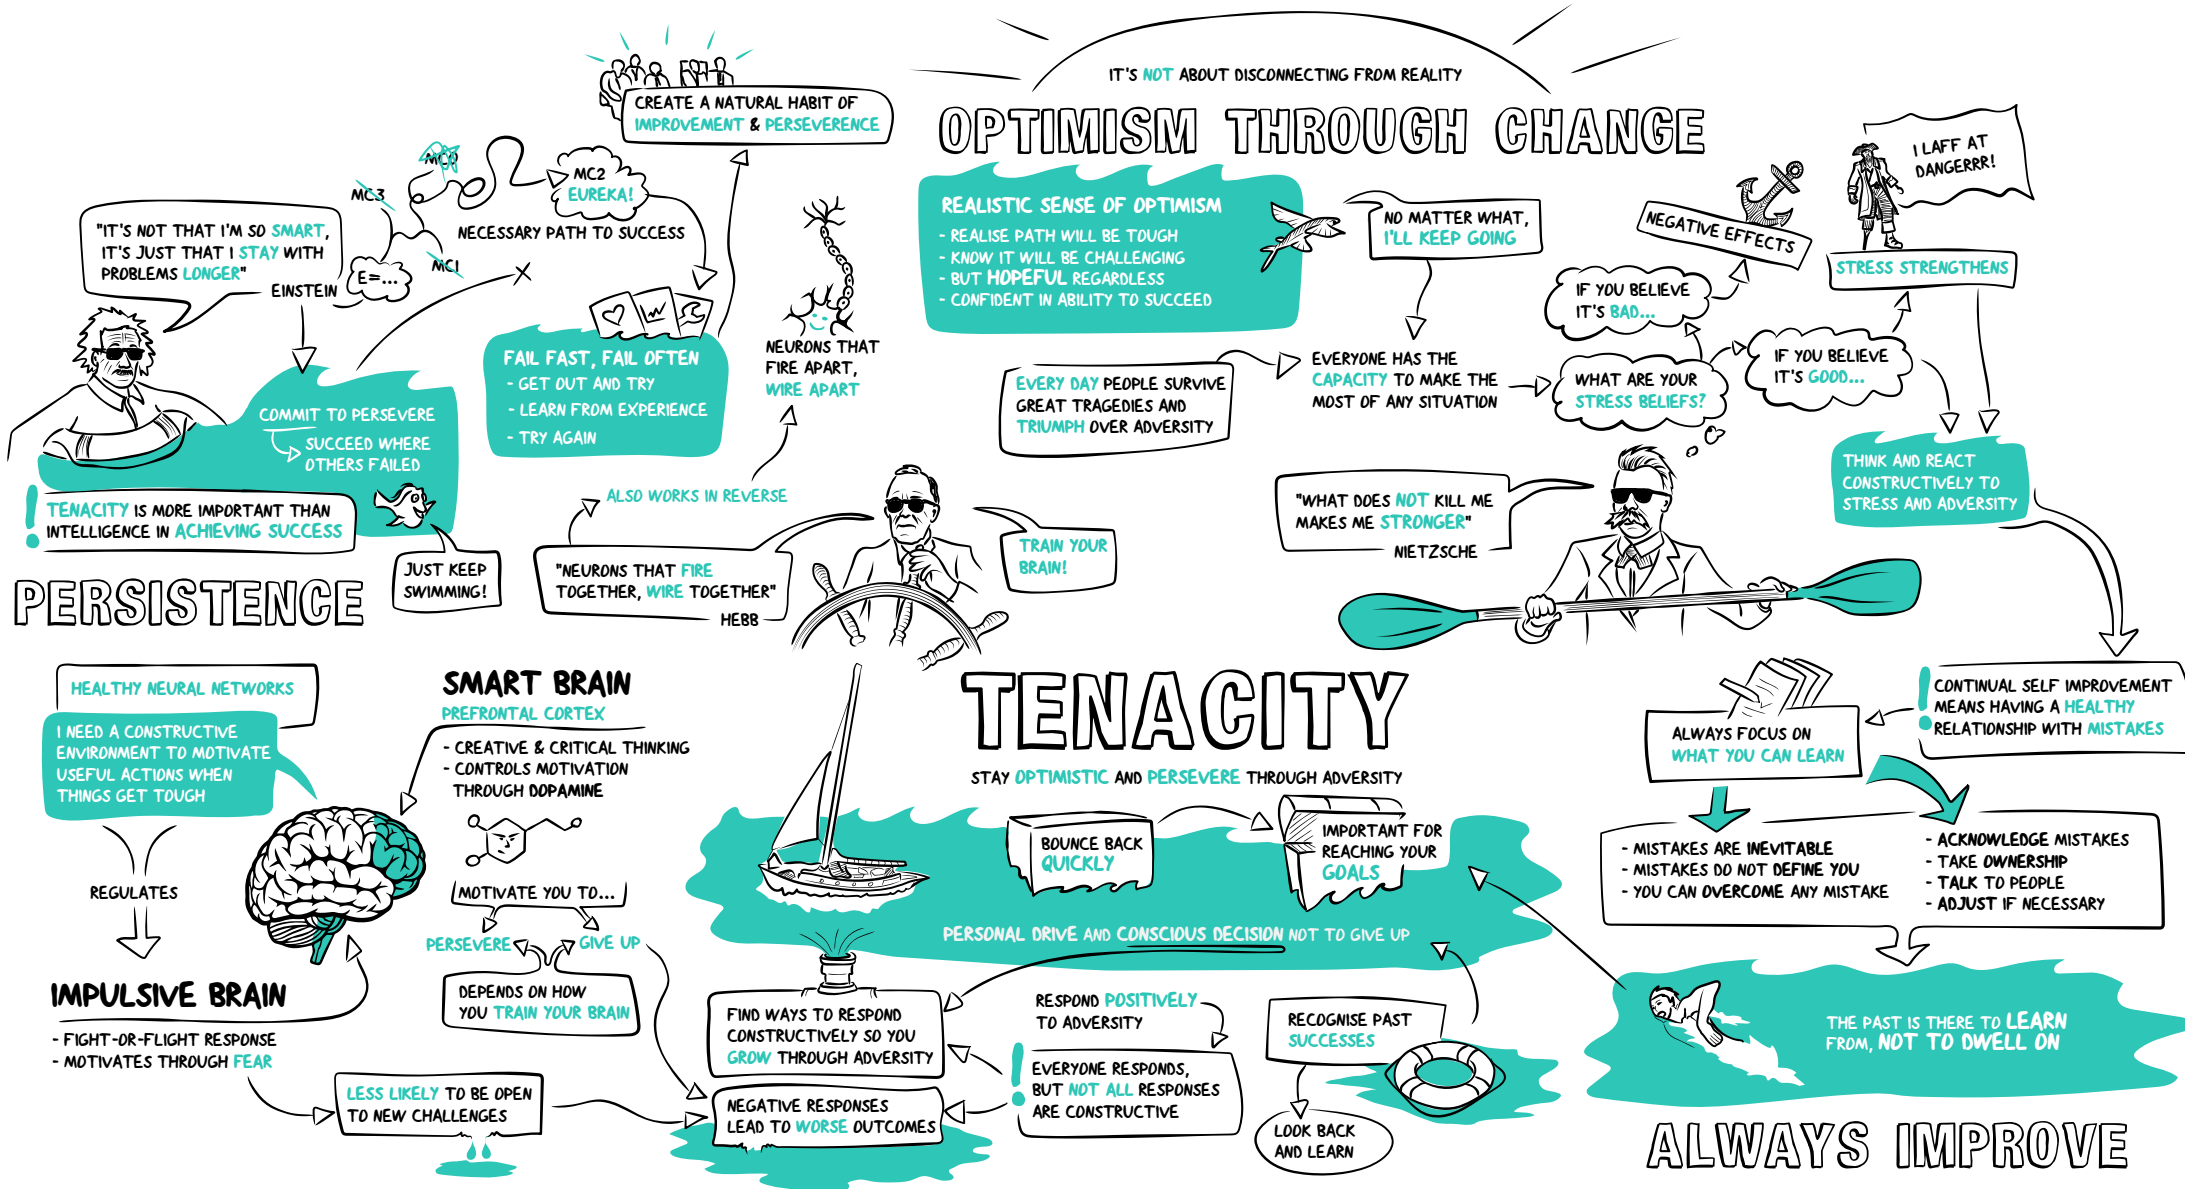 CREATE A NATURAL HABIT OF
IMPROVEMENT & PERSEVERENCE
MC3
MC1
MC2
EUREKA!
E=...
NECESSARY PATH TO SUCCESS
"IT'S NOT THAT I'M SO SMART,
IT'S JUST THAT I STAY WITH
PROBLEMS LONGER"
EINSTEIN
COMMIT TO PERSEVERE
SUCCEED WHERE
OTHERS FAILED
TENACITY IS MORE IMPORTANT THAN
INTELLIGENCE IN ACHIEVING SUCCESS
JUST KEEP
SWIMMING!
PERSISTENCE
FAIL FAST, FAIL OFTEN
- GET OUT AND TRY
- LEARN FROM EXPERIENCE
- TRY AGAIN
NEURONS THAT
FIRE APART,
WIRE APART
ALSO WORKS IN REVERSE
"NEURONS THAT FIRE
TOGETHER, WIRE TOGETHER"
HEBB
TRAIN YOUR
BRAIN!
IT'S NOT ABOUT DISCONNECTING FROM REALITY
OPTIMISM THROUGH CHANGE
REALISTIC SENSE OF OPTIMISM
- REALISE PATH WILL BE TOUGH
- KNOW IT WILL BE CHALLENGING
- BUT HOPEFUL REGARDLESS
- CONFIDENT IN ABILITY TO SUCCEED
NO MATTER WHAT,
I'LL KEEP GOING
EVERY DAY PEOPLE SURVIVE
GREAT TRAGEDIES AND
TRIUMPH OVER ADVERSITY
EVERYONE HAS THE
CAPACITY TO MAKE THE
MOST OF ANY SITUATION
WHAT ARE YOUR
STRESS BELIEFS?
IF YOU BELIEVE
IT'S BAD...
NEGATIVE EFFECTS
IF YOU BELIEVE
IT'S GOOD...
STRESS STRENGTHENS
I LAFF AT
DANGERRR!
THINK AND REACT
CONSTRUCTIVELY TO
STRESS AND ADVERSITY
"WHAT DOES NOT KILL ME
MAKES ME STRONGER"
NIETZSCHE
HEALTHY NEURAL NETWORKS
I NEED A CONSTRUCTIVE
ENVIRONMENT TO MOTIVATE
USEFUL ACTIONS WHEN
THINGS GET TOUGH
REGULATES
IMPULSIVE BRAIN
- FIGHT-OR-FLIGHT RESPONSE
- MOTIVATES THROUGH FEAR
SMART BRAIN
PREFRONTAL CORTEX
- CREATIVE & CRITICAL THINKING
- CONTROLS MOTIVATION
THROUGH DOPAMINE
MOTIVATE YOU TO...
PERSEVERE
GIVE UP
DEPENDS ON HOW
YOU TRAIN YOUR BRAIN
LESS LIKELY TO BE OPEN
TO NEW CHALLENGES
TENACITY
STAY OPTIMISTIC AND PERSEVERE THROUGH ADVERSITY
BOUNCE BACK
QUICKLY
IMPORTANT FOR
REACHING YOUR
GOALS
PERSONAL DRIVE AND CONSCIOUS DECISION NOT TO GIVE UP
FIND WAYS TO RESPOND
CONSTRUCTIVELY SO YOU
GROW THROUGH ADVERSITY
NEGATIVE RESPONSES
LEAD TO WORSE OUTCOMES
RESPOND POSITIVELY
TO ADVERSITY
EVERYONE RESPONDS,
BUT NOT ALL RESPONSES
ARE CONSTRUCTIVE
RECOGNISE PAST
SUCCESSES
LOOK BACK
AND LEARN
CONTINUAL SELF IMPROVEMENT
MEANS HAVING A HEALTHY
RELATIONSHIP WITH MISTAKES
ALWAYS FOCUS ON
WHAT YOU CAN LEARN
- MISTAKES ARE INEVITABLE
- MISTAKES DO NOT DEFINE YOU
- YOU CAN OVERCOME ANY MISTAKE
- ACKNOWLEDGE MISTAKES
- TAKE OWNERSHIP
- TALK TO PEOPLE
- ADJUST IF NECESSARY
THE PAST IS THERE TO LEARN
FROM, NOT TO DWELL ON
ALWAYS IMPROVE